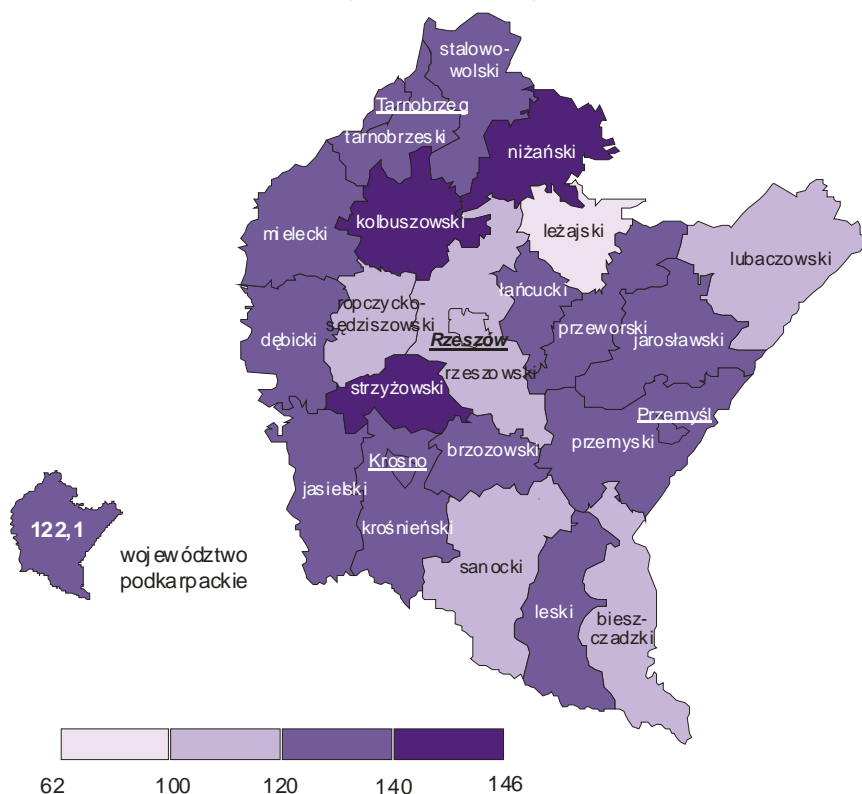 stalowo-
wolski
Tarnobrzeg
tarnobrzeski
niżański
kolbuszowski
leżajski
mielecki
lubaczowski
łańcucki
ropczycko-
sędziszowski
dębicki
Rzeszów
przeworski
jarosławski
rzeszowski
strzyżowski
Przemyśl
przemyski
brzozowski
Krosno
jasielski
krośnieński
122,1
województwo
podkarpackie
sanocki
leski
biesz-
czadzki
62 100 120 140 146